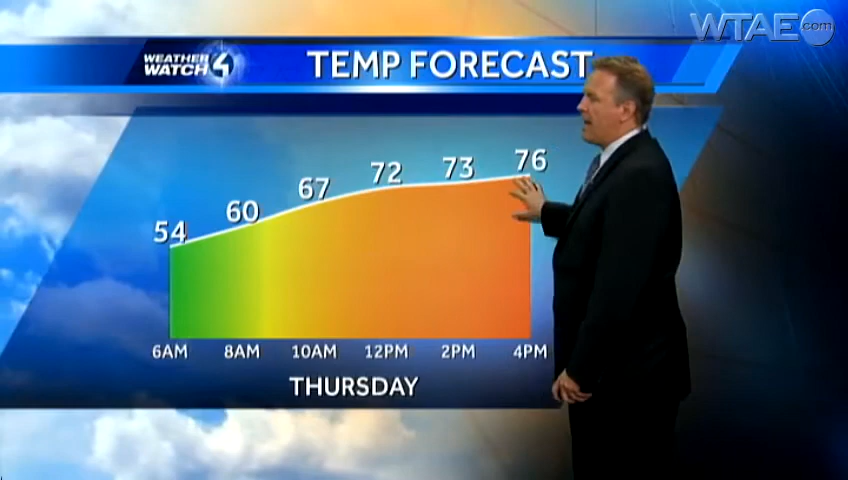 WTAE.com
WEATHER
WATCH 4
TEMP FORECAST
54 60 67 72 73 76
6AM 8AM 10AM 12PM 2PM 4PM
THURSDAY